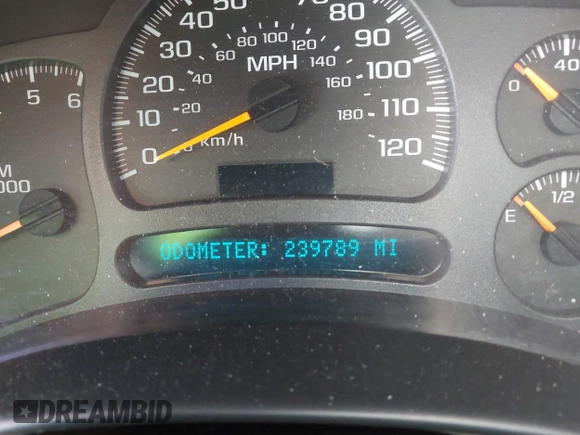 50 70
40 80
30 60 80 100 120 90
20 40 MPH 140 100
160
10 20 180 110
0 km/h 120
5 6
M
000
0 40
E 1/2
ODOMETER: 239789 MI
DREAMBID